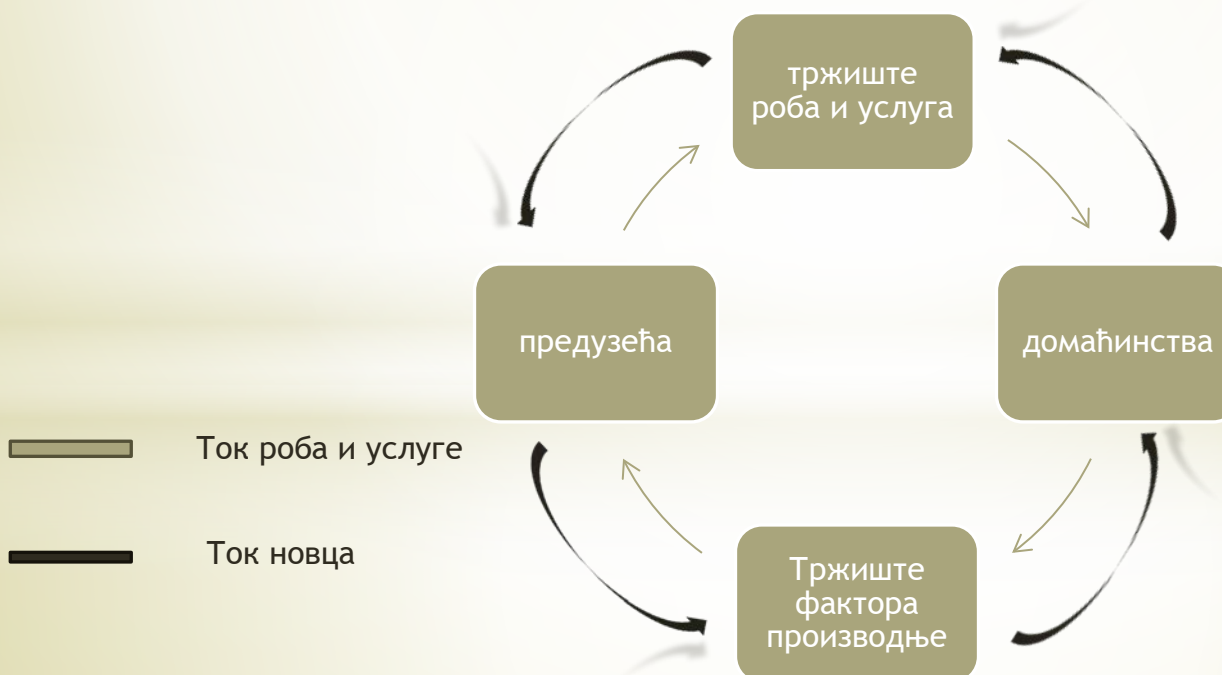 тржиште
роба и услуга
предузећа
домаћинства
Ток роба и услуге
Ток новца
Тржиште
фактора
производње